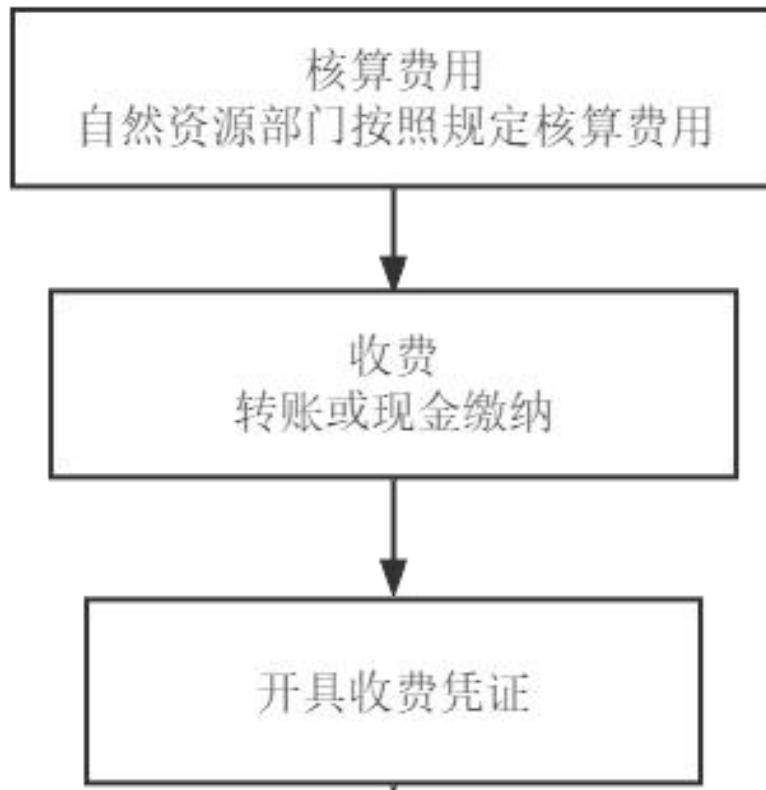 核算费用
自然资源部门按照规定核算费用
收费
转账或现金缴纳
开具收费凭证